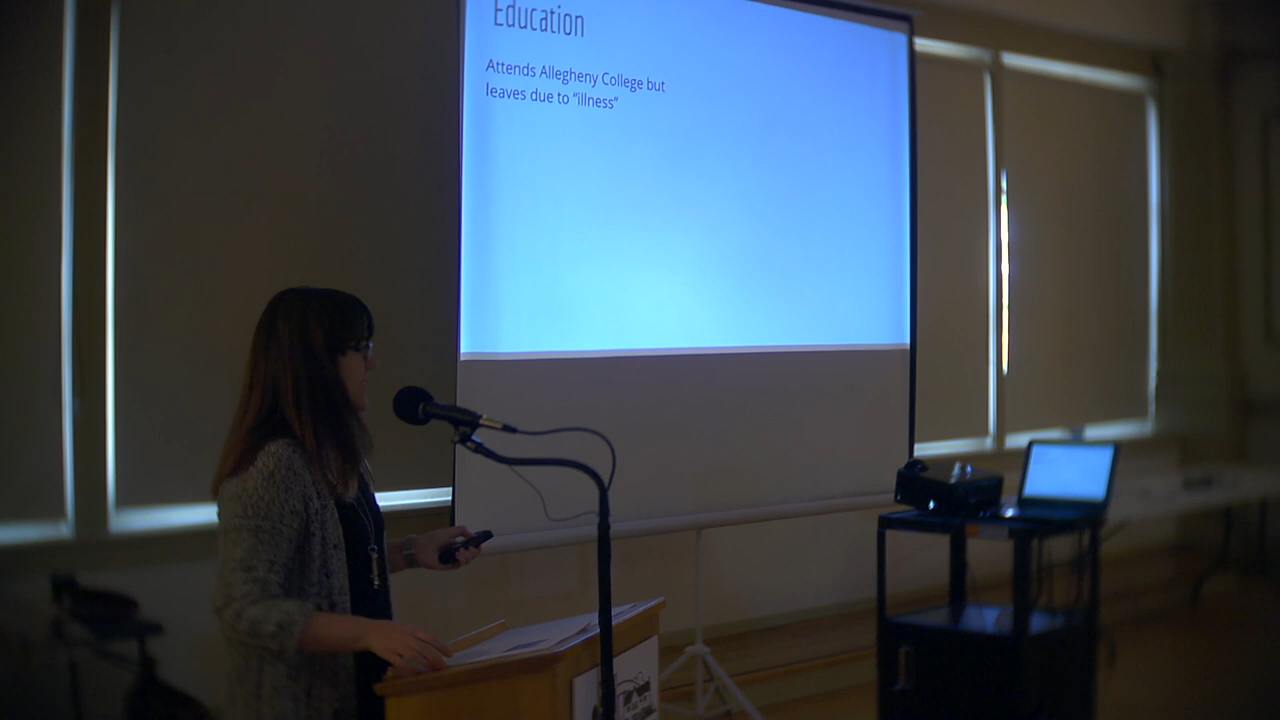 Education
Attends Allegheny College but
leaves due to “illness”